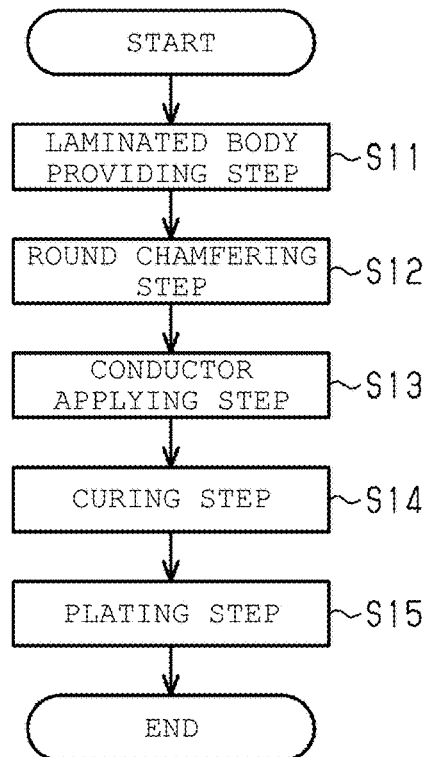 START
LAMINATED BODY
PROVIDING STEP
S11
ROUND CHAMFERING
STEP
S12
CONDUCTOR
APPLYING STEP
S13
CURING STEP
S14
PLATING STEP
S15
END